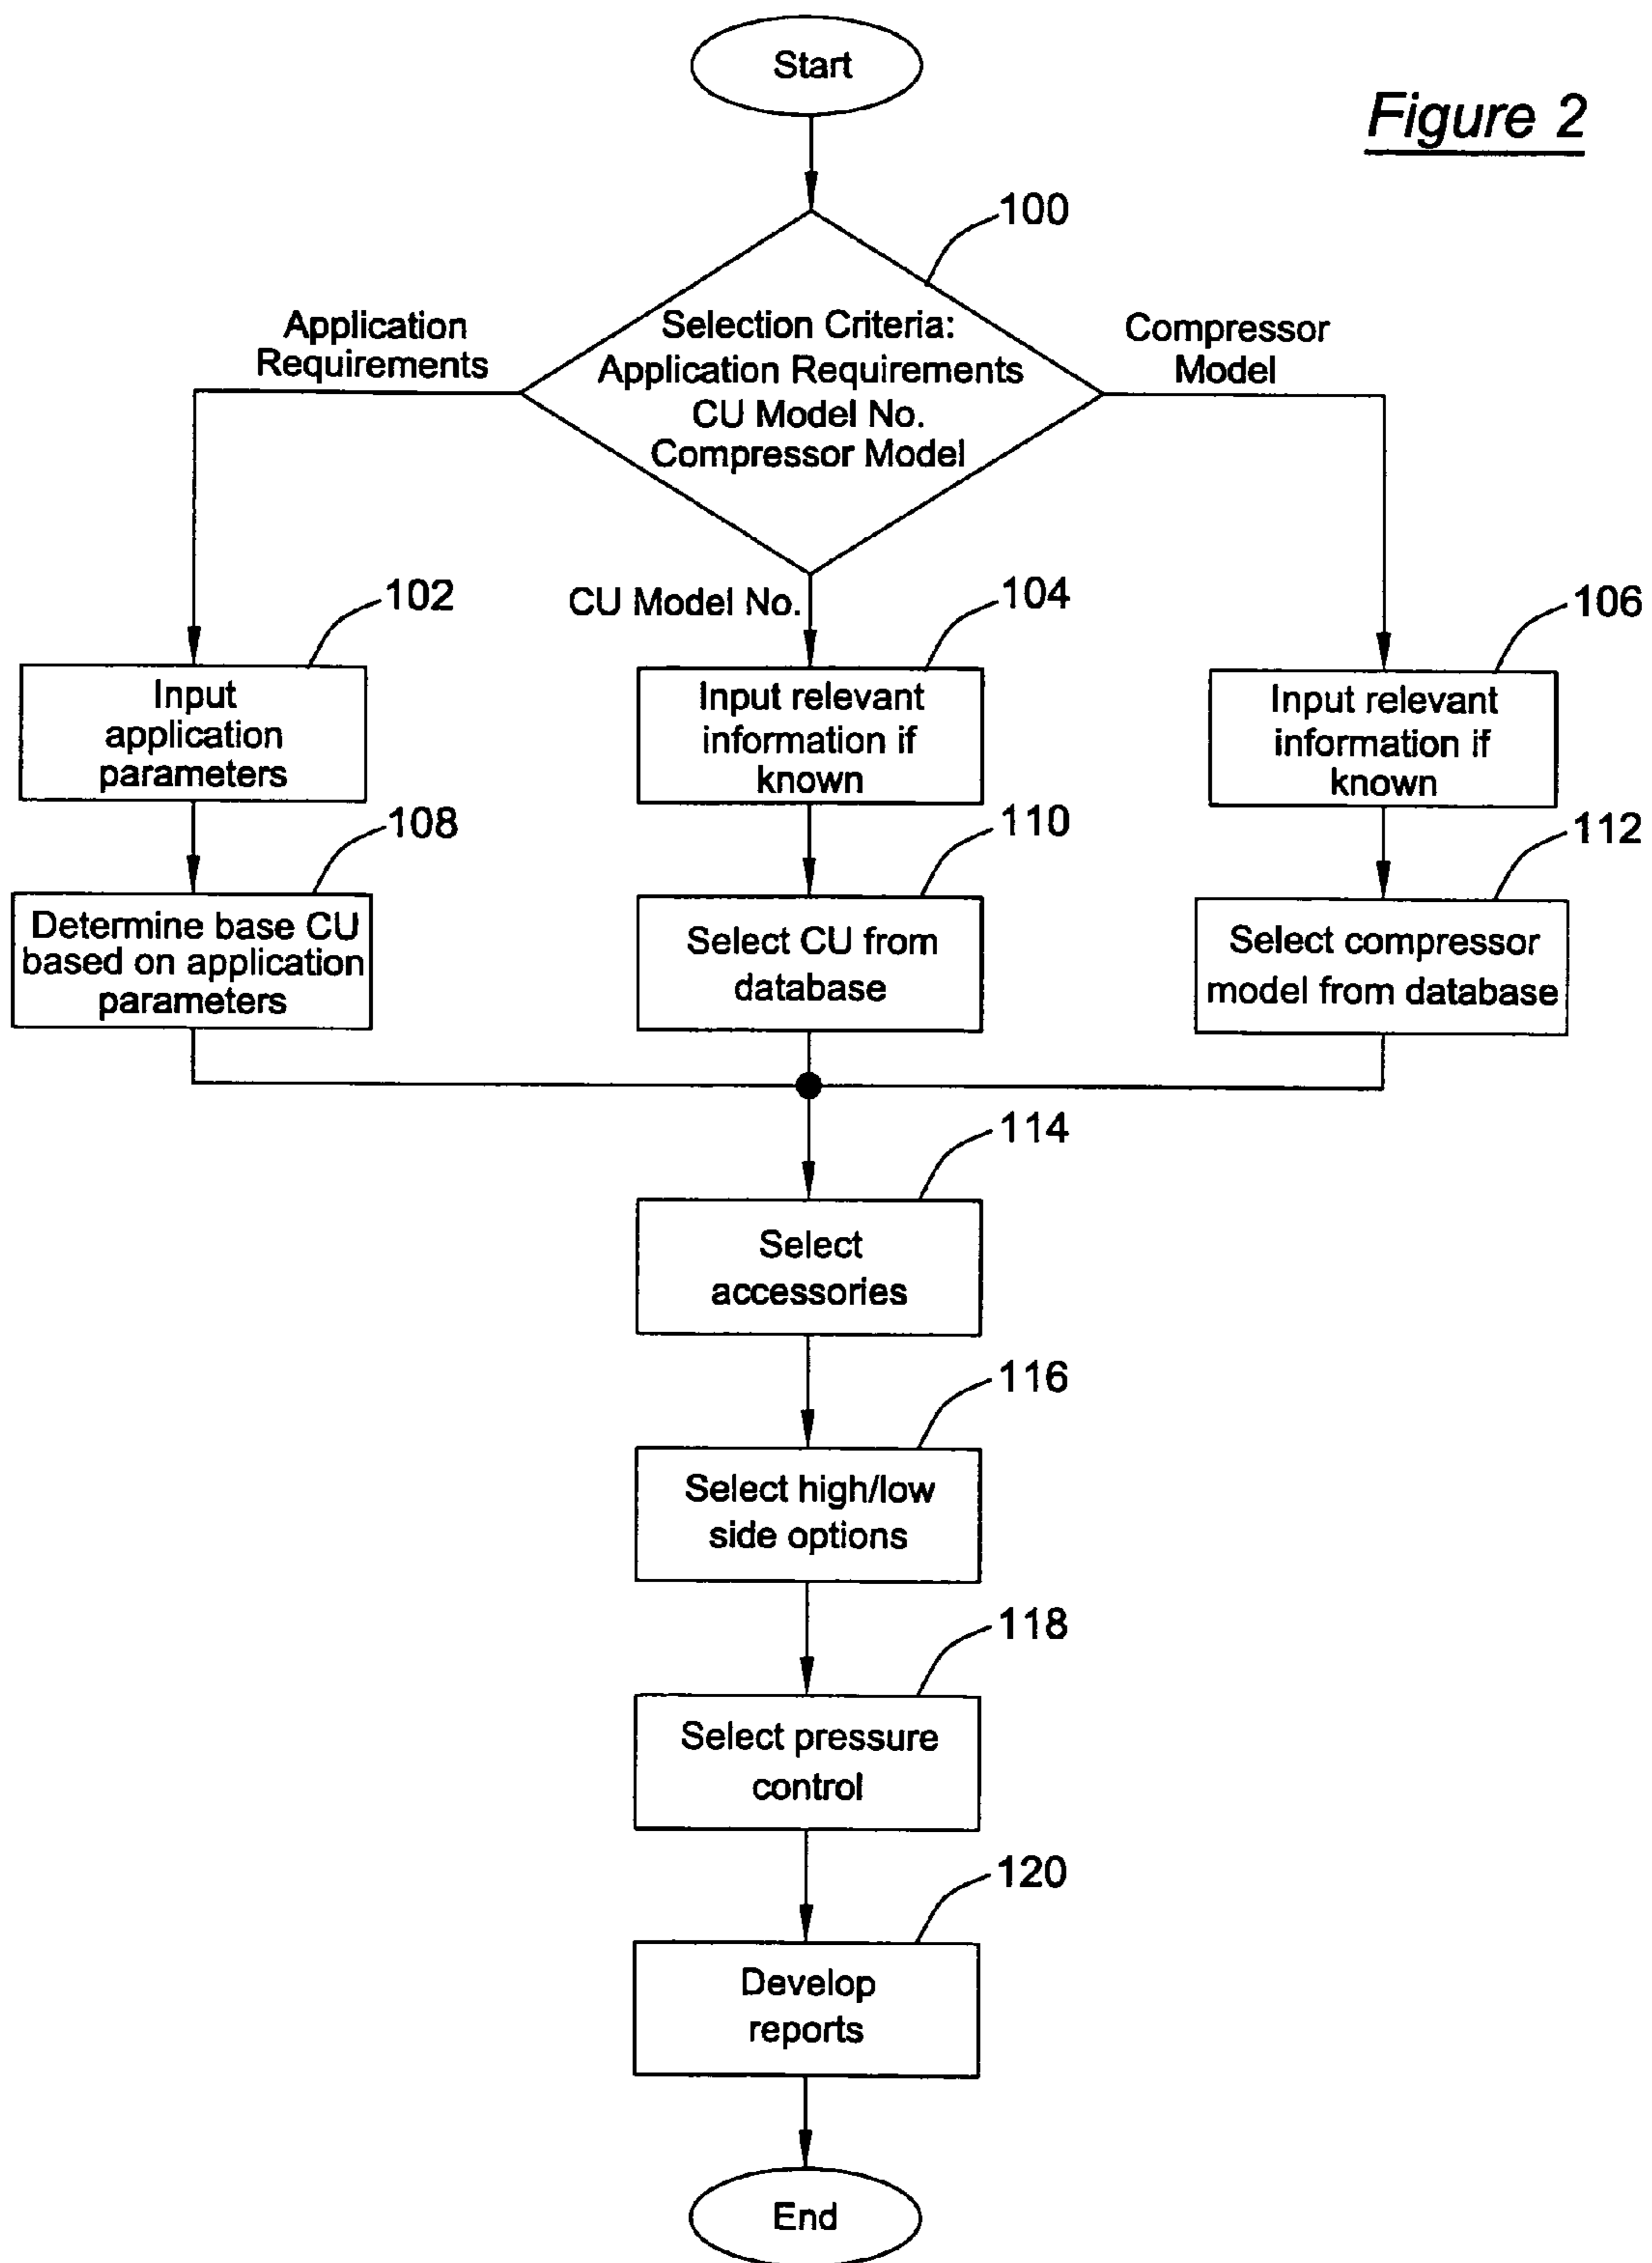 Start
Figure 2
100
Application
Requirements
Selection Criteria:
Application Requirements
CU Model No.
Compressor Model
Compressor
Model
CU Model No.
102
104
106
Input
application
parameters
Input relevant
information if
known
Input relevant
information if
known
108
110
112
Determine base CU
based on application
parameters
Select CU from
database
Select compressor
model from database
114
Select
accessories
116
Select high/low
side options
118
Select pressure
control
120
Develop
reports
End